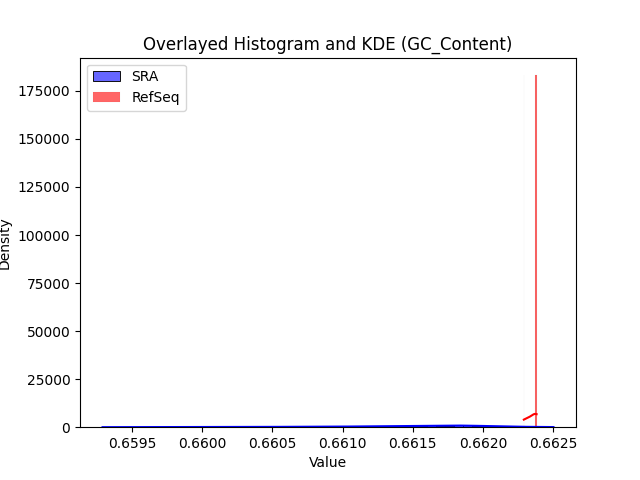 Overlayed Histogram and KDE (GC_Content)
SRA
RefSeq
175000
150000
125000
100000
75000
50000
25000
0
Density
0.6595 0.6600 0.6605 0.6610 0.6615 0.6620 0.6625
Value